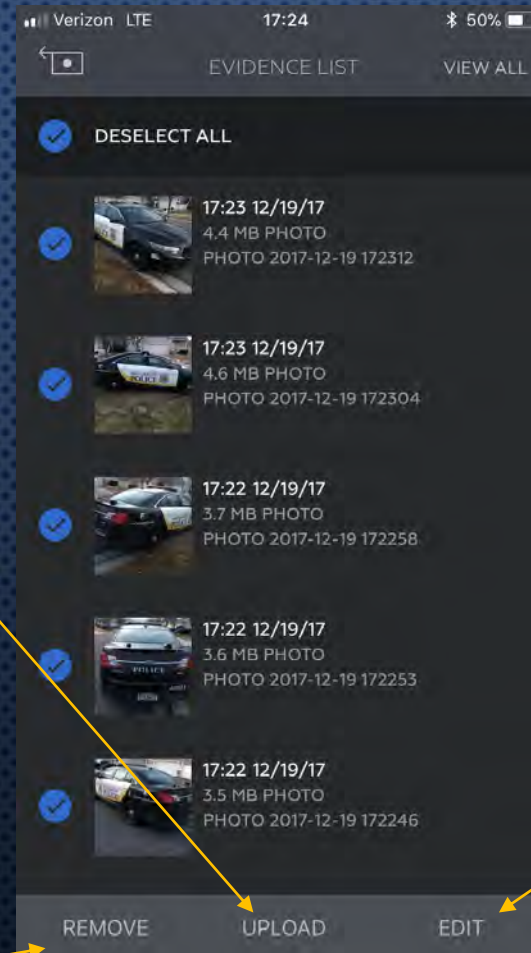 Verizon LTE 17:24 50%
EVIDENCE LIST VIEW ALL
DESELECT ALL
17:23 12/19/17
4.4 MB PHOTO
PHOTO 2017-12-19 172312
17:23 12/19/17
4.6 MB PHOTO
PHOTO 2017-12-19 172304
POLICE
17:22 12/19/17
3.7 MB PHOTO
PHOTO 2017-12-19 172258
17:22 12/19/17
3.6 MB PHOTO
PHOTO 2017-12-19 172253
POLICE
17:22 12/19/17
3.5 MB PHOTO
PHOTO 2017-12-19 172246
REMOVE UPLOAD EDIT